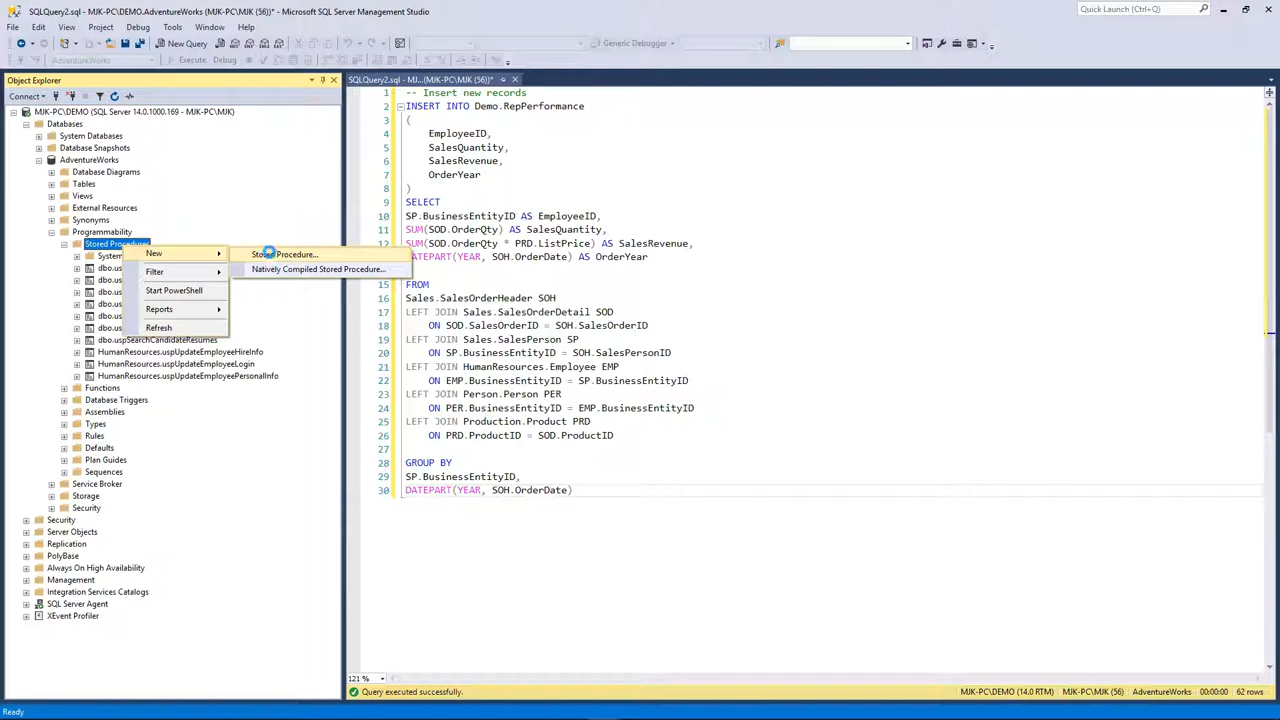 SQLQuery2.sql - MJK-PC\DEMO.AdventureWorks (MJK-PC\MJK (56))* - Microsoft SQL Server Management Studio
Quick Launch (Ctrl+Q)
File Edit View Project Debug Tools Window Help
New Query
Generic Debugger
AdventureWorks
Execute Debug
Object Explorer
SQLQuery2.sql - MJ...(MJK-PC\MJK (56))*
Connect
MJK-PC\DEMO (SQL Server 14.0.1000.169 - MJK-PC\MJK)
Databases
System Databases
Database Snapshots
AdventureWorks
Database Diagrams
Tables
Views
External Resources
Synonyms
Programmability
Stored Procedures
System
dbo.us
dbo.us
dbo.us
dbo.us
dbo.us
dbo.us
dbo.uspSearchCandidateResumes
HumanResources.uspUpdateEmployeeHireInfo
HumanResources.uspUpdateEmployeeLogin
HumanResources.uspUpdateEmployeePersonalInfo
Functions
Database Triggers
Assemblies
Types
Rules
Defaults
Plan Guides
Sequences
Service Broker
Storage
Security
Security
Server Objects
Replication
PolyBase
Always On High Availability
Management
Integration Services Catalogs
SQL Server Agent
XEvent Profiler
New
Filter
Start PowerShell
Reports
Refresh
Stored Procedure...
Natively Compiled Stored Procedure...
1 -- Insert new records
2 INSERT INTO Demo.RepPerformance
3 (
4 EmployeeID,
5 SalesQuantity,
6 SalesRevenue,
7 OrderYear
8 )
9 SELECT
10 SP.BusinessEntityID AS EmployeeID,
11 SUM(SOD.OrderQty) AS SalesQuantity,
12 SUM(SOD.OrderQty * PRD.ListPrice) AS SalesRevenue,
DATEPART(YEAR, SOH.OrderDate) AS OrderYear
15 FROM
16 Sales.SalesOrderHeader SOH
17 LEFT JOIN Sales.SalesOrderDetail SOD
18 ON SOD.SalesOrderID = SOH.SalesOrderID
19 LEFT JOIN Sales.SalesPerson SP
20 ON SP.BusinessEntityID = SOH.SalesPersonID
21 LEFT JOIN HumanResources.Employee EMP
22 ON EMP.BusinessEntityID = SP.BusinessEntityID
23 LEFT JOIN Person.Person PER
24 ON PER.BusinessEntityID = EMP.BusinessEntityID
25 LEFT JOIN Production.Product PRD
26 ON PRD.ProductID = SOD.ProductID
27
28 GROUP BY
29 SP.BusinessEntityID,
30 DATEPART(YEAR, SOH.OrderDate)
121 %
Query executed successfully.
MJK-PC\DEMO (14.0 RTM) MJK-PC\MJK (56) AdventureWorks 00:00:00 62 rows
Ready